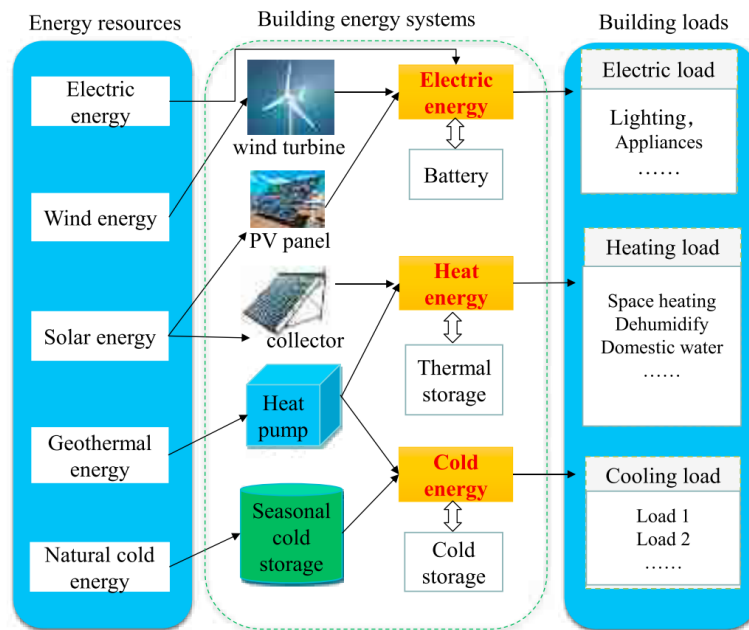 Energy resources
Electric
energy
Wind energy
Solar energy
Geothermal
energy
Natural cold
energy
Building energy systems
wind turbine
PV panel
collector
Heat
pump
Seasonal
cold
storage
Electric
energy
Battery
Heat
energy
Thermal
storage
Cold
energy
Cold
storage
Building loads
Electric load
Lighting，
Appliances
……
Heating load
Space heating
Dehumidify
Domestic water
……
Cooling load
Load 1
Load 2
……